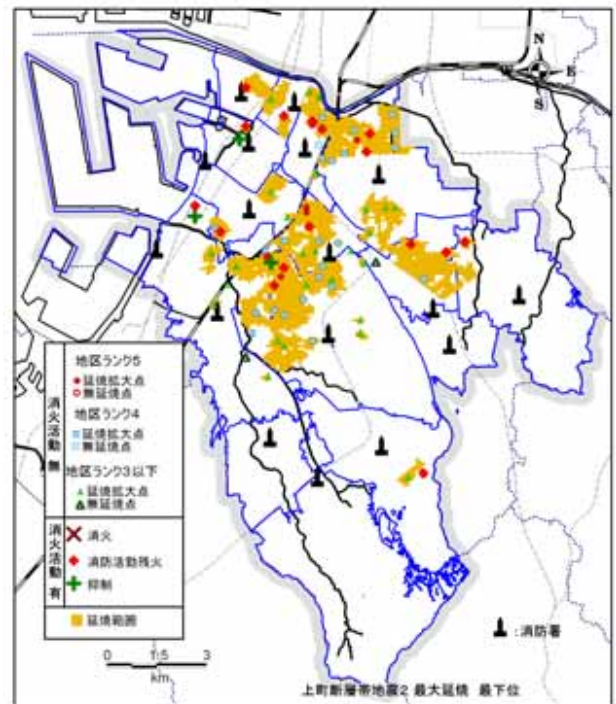 N
E
S
消火活動 無
地区ランク5
延焼拡大点
無延焼点
地区ランク4
延焼拡大点
無延焼点
地区ランク3以下
延焼拡大点
無延焼点
消火活動 有
消火
消防活動残火
抑制
延焼範囲
0 1.5 3
km
:消防署
上町断層帯地震2 最大延焼 最下位